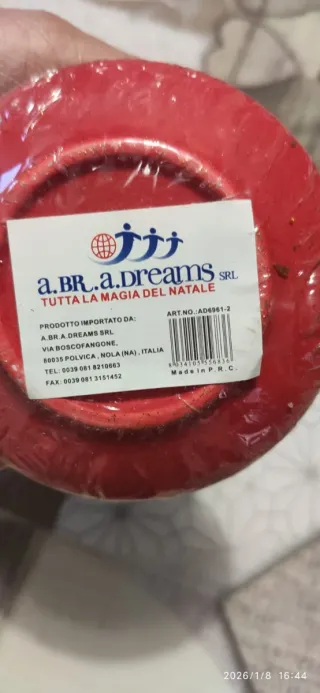 a.BR.a.Dreams SRL
TUTTA LA MAGIA DEL NATALE
PRODOTTO IMPORTATO DA:
A.BR.A.DREAMS SRL
VIA BOSCOFANGONE,
80035 POLVICA , NOLA (NA) , ITALIA
TEL: 0039 081 8210663
FAX: 0039 081 3151452
ART.NO.:AD6961-2
Made In P.R.C.
2026/1/8 16:44